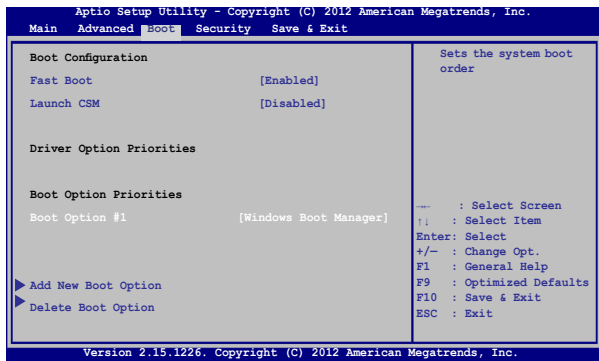 Aptio Setup Utility - Copyright (C) 2012 American Megatrends, Inc.
Main Advanced Boot Security Save & Exit
Boot Configuration
Fast Boot [Enabled]
Launch CSM [Disabled]
Driver Option Priorities
Boot Option Priorities
Boot Option #1 [Windows Boot Manager]
Add New Boot Option
Delete Boot Option
Sets the system boot
order
→← : Select Screen
↑↓ : Select Item
Enter: Select
+/— : Change Opt.
F1 : General Help
F9 : Optimized Defaults
F10 : Save & Exit
ESC : Exit
Version 2.15.1226. Copyright (C) 2012 American Megatrends, Inc.